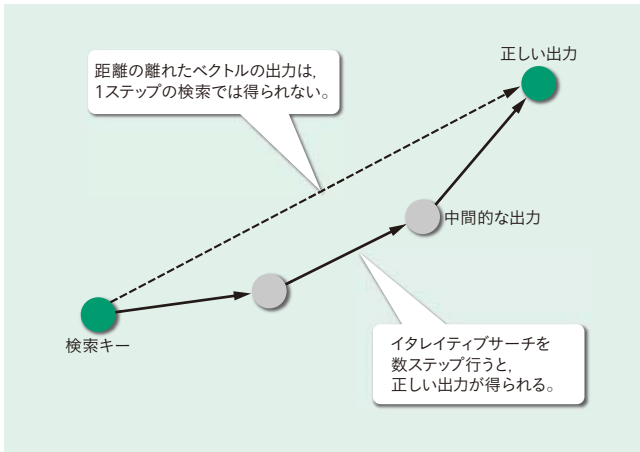 正しい出力
距離の離れたベクトルの出力は,
1ステップの検索では得られない。
中間的な出力
検索キー
イタレイティブサーチを
数ステップ行うと,
正しい出力が得られる。